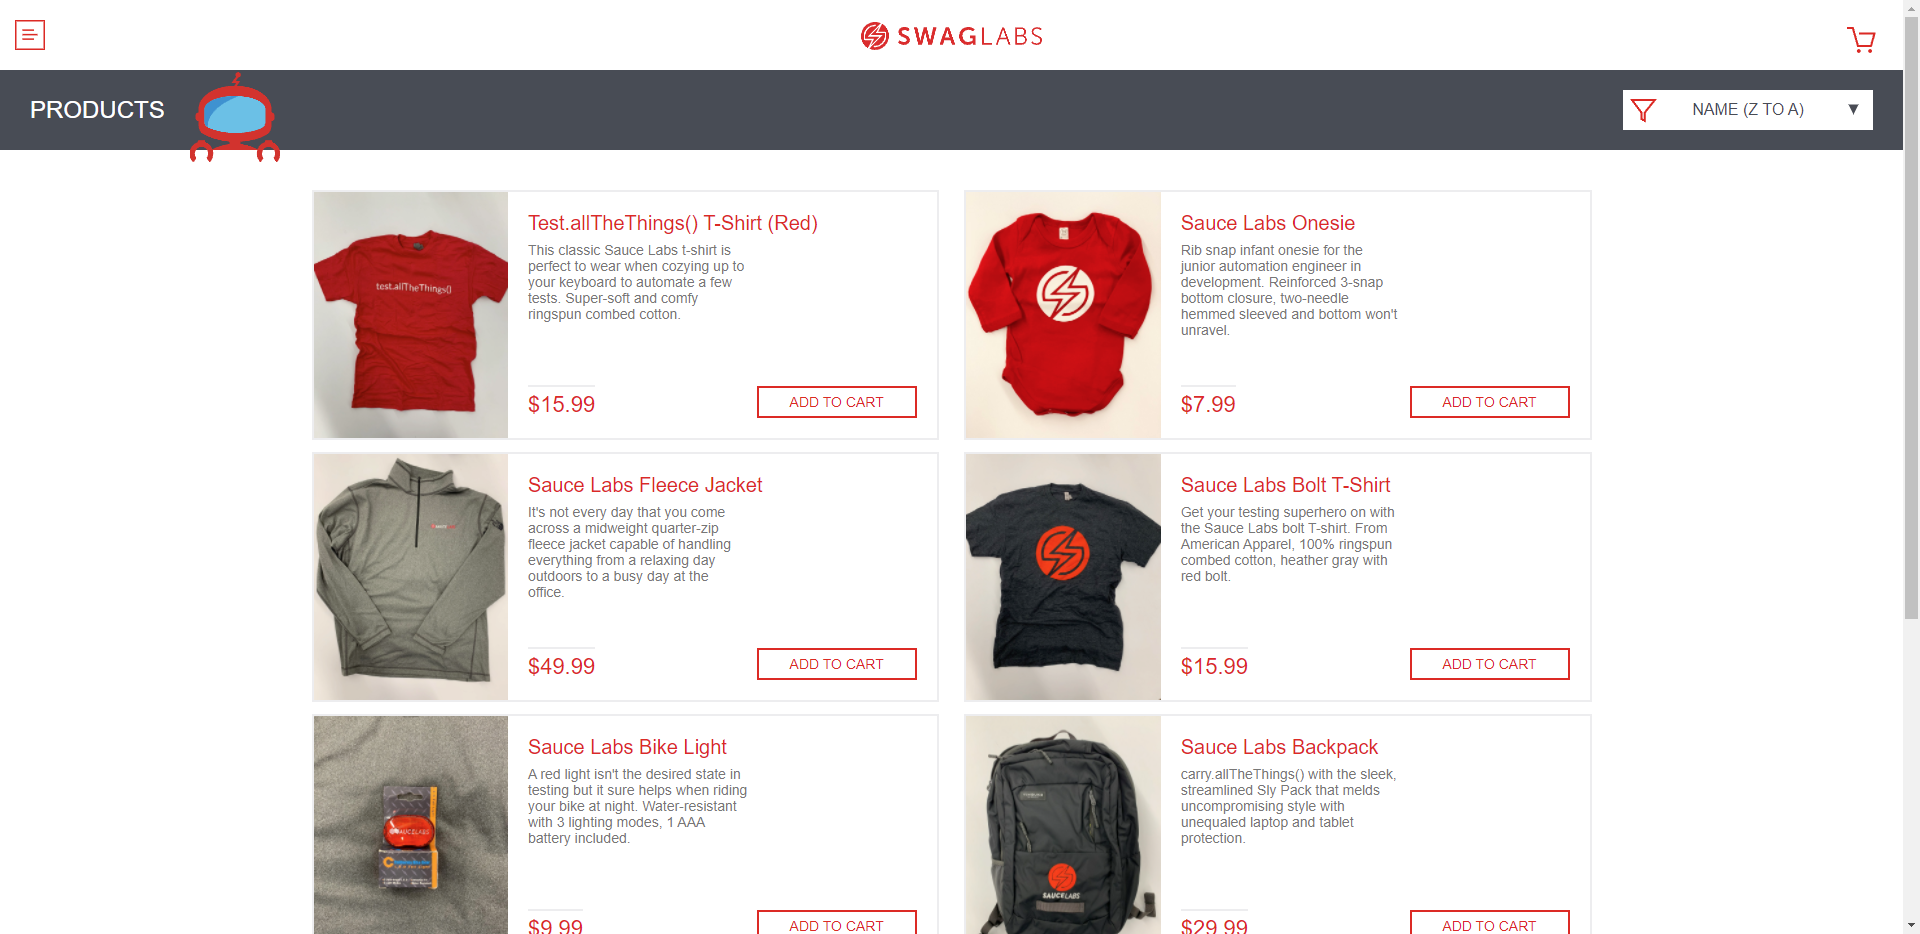 SWAGLABS
PRODUCTS
NAME (Z TO A)
test.allTheThings()
Test.allTheThings() T-Shirt (Red)
This classic Sauce Labs t-shirt is
perfect to wear when cozying up to
your keyboard to automate a few
tests. Super-soft and comfy
ringspun combed cotton.
$15.99
ADD TO CART
Sauce Labs Onesie
Rib snap infant onesie for the
junior automation engineer in
development. Reinforced 3-snap
bottom closure, two-needle
hemmed sleeved and bottom won't
unravel.
$7.99
ADD TO CART
Sauce Labs Fleece Jacket
It's not every day that you come
across a midweight quarter-zip
fleece jacket capable of handling
everything from a relaxing day
outdoors to a busy day at the
office.
$49.99
ADD TO CART
Sauce Labs Bolt T-Shirt
Get your testing superhero on with
the Sauce Labs bolt T-shirt. From
American Apparel, 100% ringspun
combed cotton, heather gray with
red bolt.
$15.99
ADD TO CART
SAUCELABS
Sauce Labs Bike Light
A red light isn't the desired state in
testing but it sure helps when riding
your bike at night. Water-resistant
with 3 lighting modes, 1 AAA
battery included.
$9.99
ADD TO CART
SAUCELABS
Sauce Labs Backpack
carry.allTheThings() with the sleek,
streamlined Sly Pack that melds
uncompromising style with
unequaled laptop and tablet
protection.
$29.99
ADD TO CART